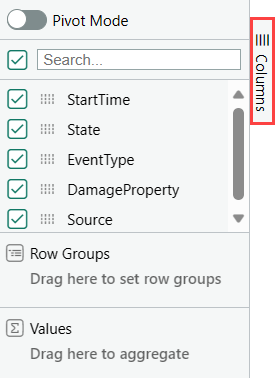 Pivot Mode
Search...
StartTime
State
EventType
DamageProperty
Source
Row Groups
Drag here to set row groups
Values
Drag here to aggregate
Columns